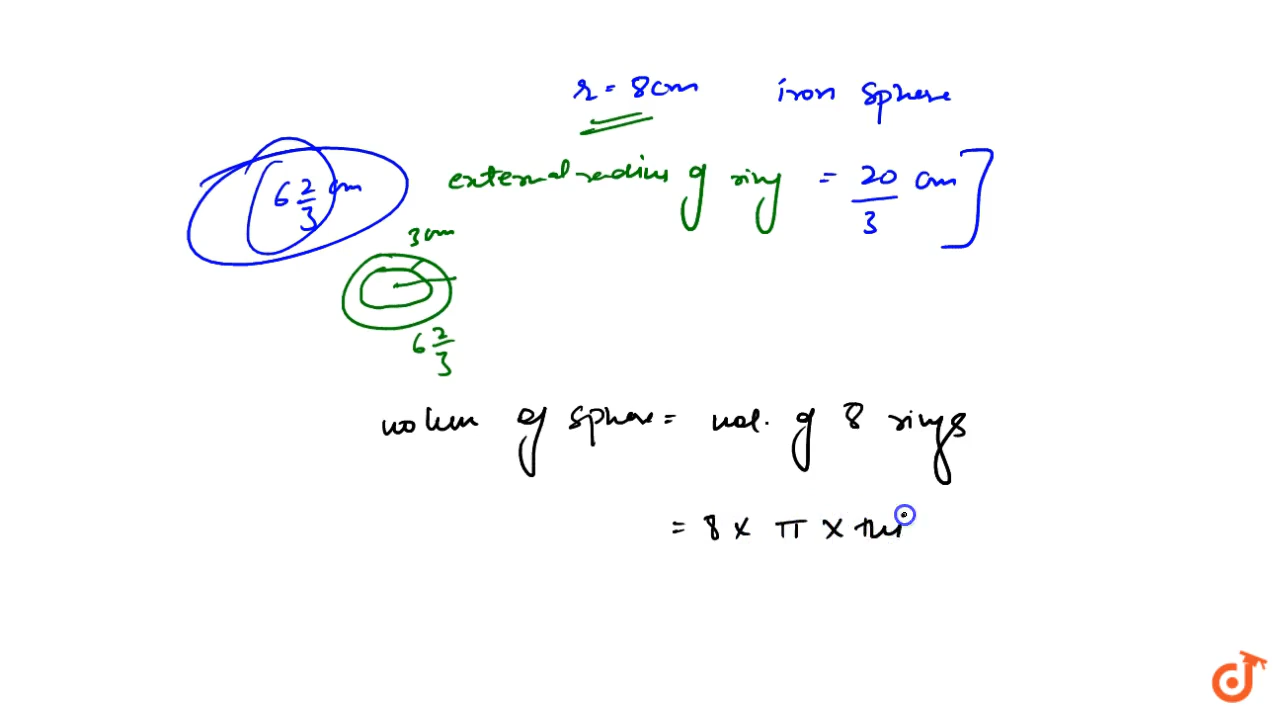 r = 8cm iron sphere
6 2/3 cm
external radius of ring = 20/3 cm ]
3cm
6 2/3
of sphere = vol. of 8 rings
= 8 × π ×